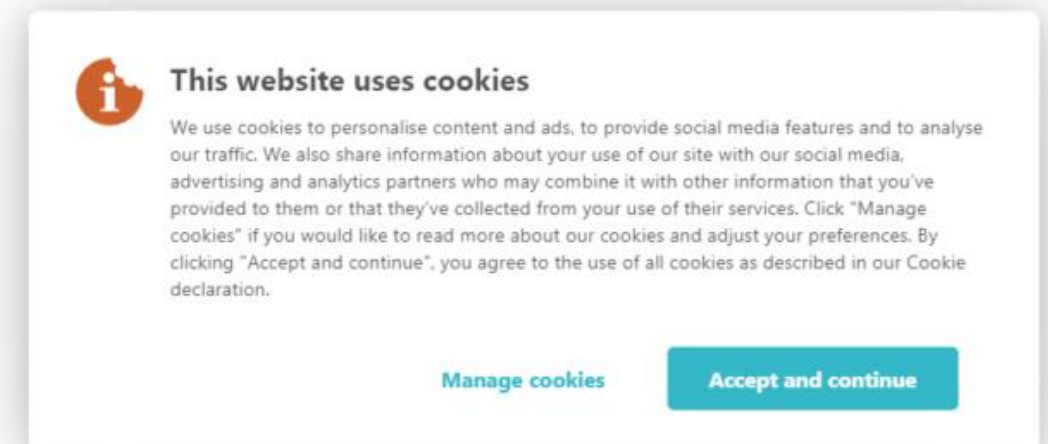 This website uses cookies
We use cookies to personalise content and ads, to provide social media features and to analyse
our traffic. We also share information about your use of our site with our social media,
advertising and analytics partners who may combine it with other information that you've
provided to them or that they've collected from your use of their services. Click "Manage
cookies" if you would like to read more about our cookies and adjust your preferences. By
clicking "Accept and continue", you agree to the use of all cookies as described in our Cookie
declaration.
Manage cookies
Accept and continue